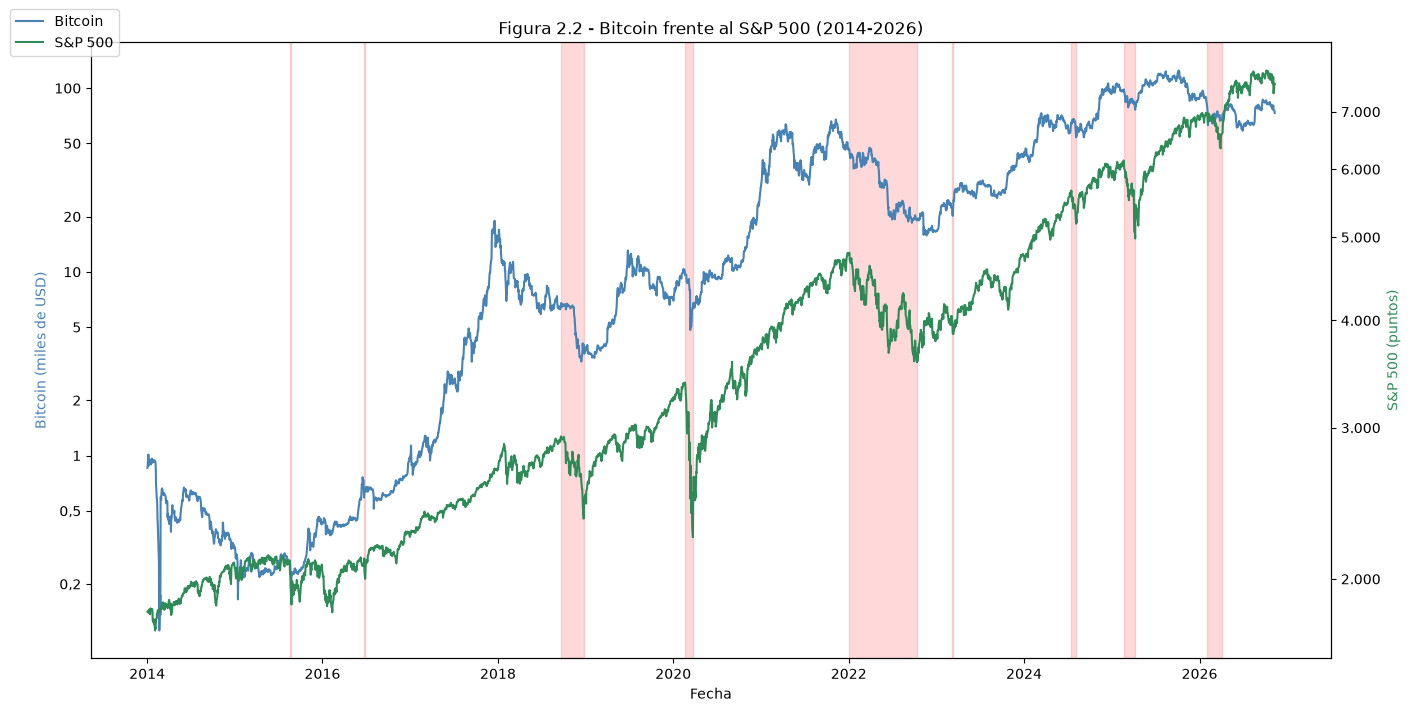 Bitcoin
S&P 500
Figura 2.2 - Bitcoin frente al S&P 500 (2014-2026)
Bitcoin (miles de USD)
100
50
20
10
5
2
1
0,5
0,2
7.000
6.000
5.000
4.000
3.000
2.000
S&P 500 (puntos)
2014 2016 2018 2020 2022 2024 2026
Fecha